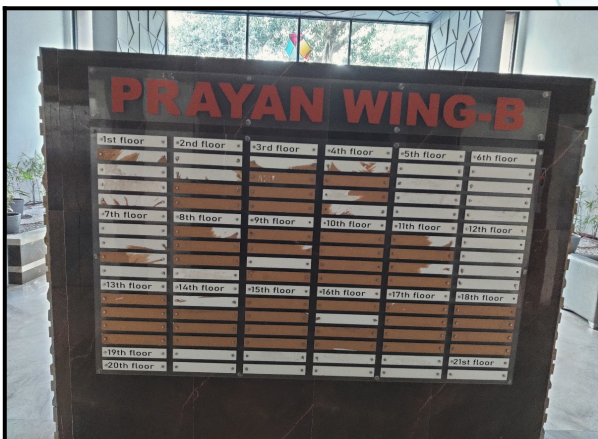 PRAYAN WING-B
1st floor 2nd floor 3rd floor 4th floor 5th floor 6th floor
7th floor 8th floor 9th floor 10th floor 11th floor 12th floor
13th floor 14th floor 15th floor 16th floor 17th floor 18th floor
19th floor
20th floor 21st floor